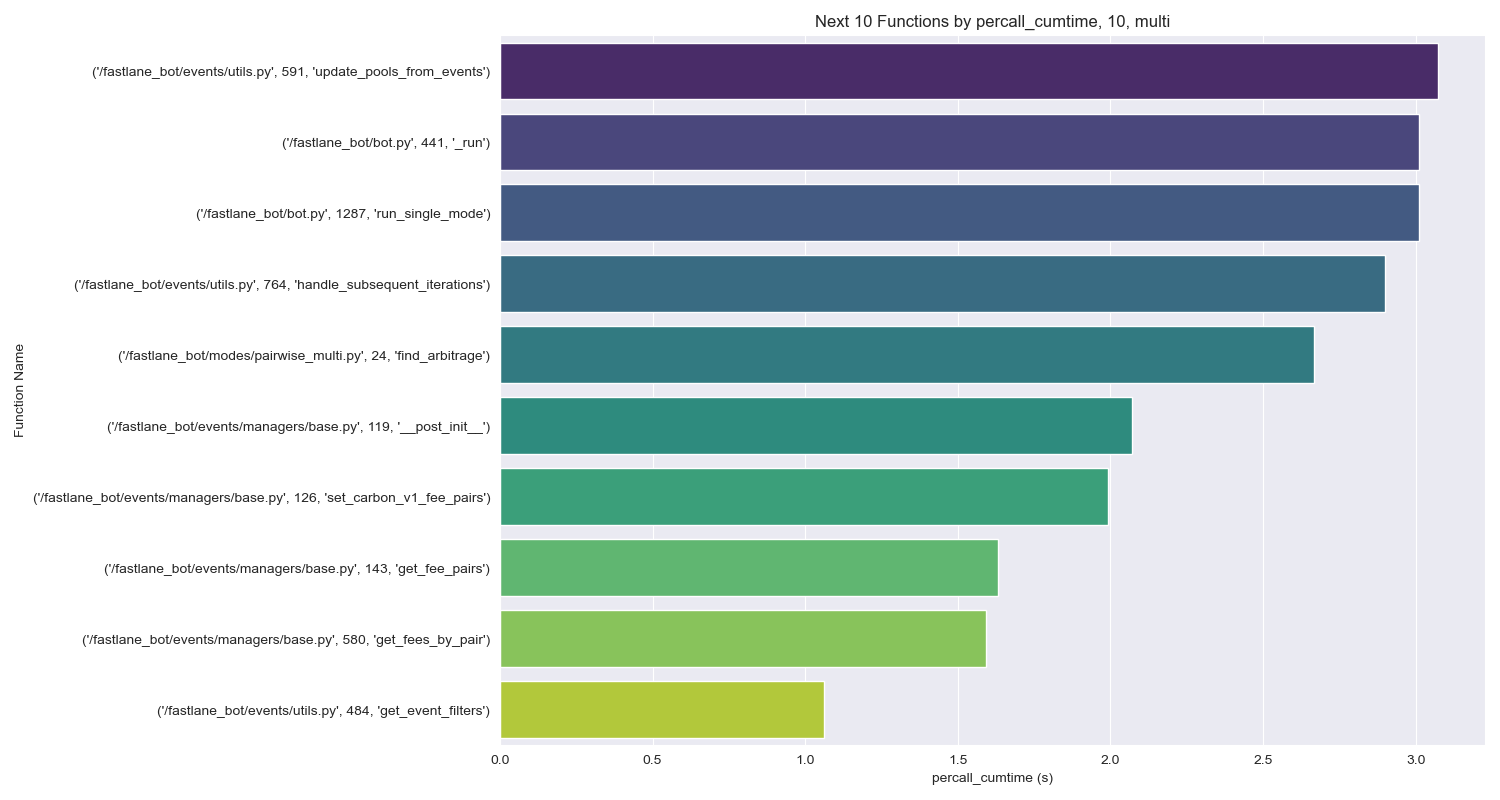 Next 10 Functions by percall_cumtime, 10, multi
Function Name
('/fastlane_bot/events/utils.py', 591, 'update_pools_from_events')
('/fastlane_bot/bot.py', 441, '_run')
('/fastlane_bot/bot.py', 1287, 'run_single_mode')
('/fastlane_bot/events/utils.py', 764, 'handle_subsequent_iterations')
('/fastlane_bot/modes/pairwise_multi.py', 24, 'find_arbitrage')
('/fastlane_bot/events/managers/base.py', 119, '__post_init__')
('/fastlane_bot/events/managers/base.py', 126, 'set_carbon_v1_fee_pairs')
('/fastlane_bot/events/managers/base.py', 143, 'get_fee_pairs')
('/fastlane_bot/events/managers/base.py', 580, 'get_fees_by_pair')
('/fastlane_bot/events/utils.py', 484, 'get_event_filters')
0.0 0.5 1.0 1.5 2.0 2.5 3.0
percall_cumtime (s)